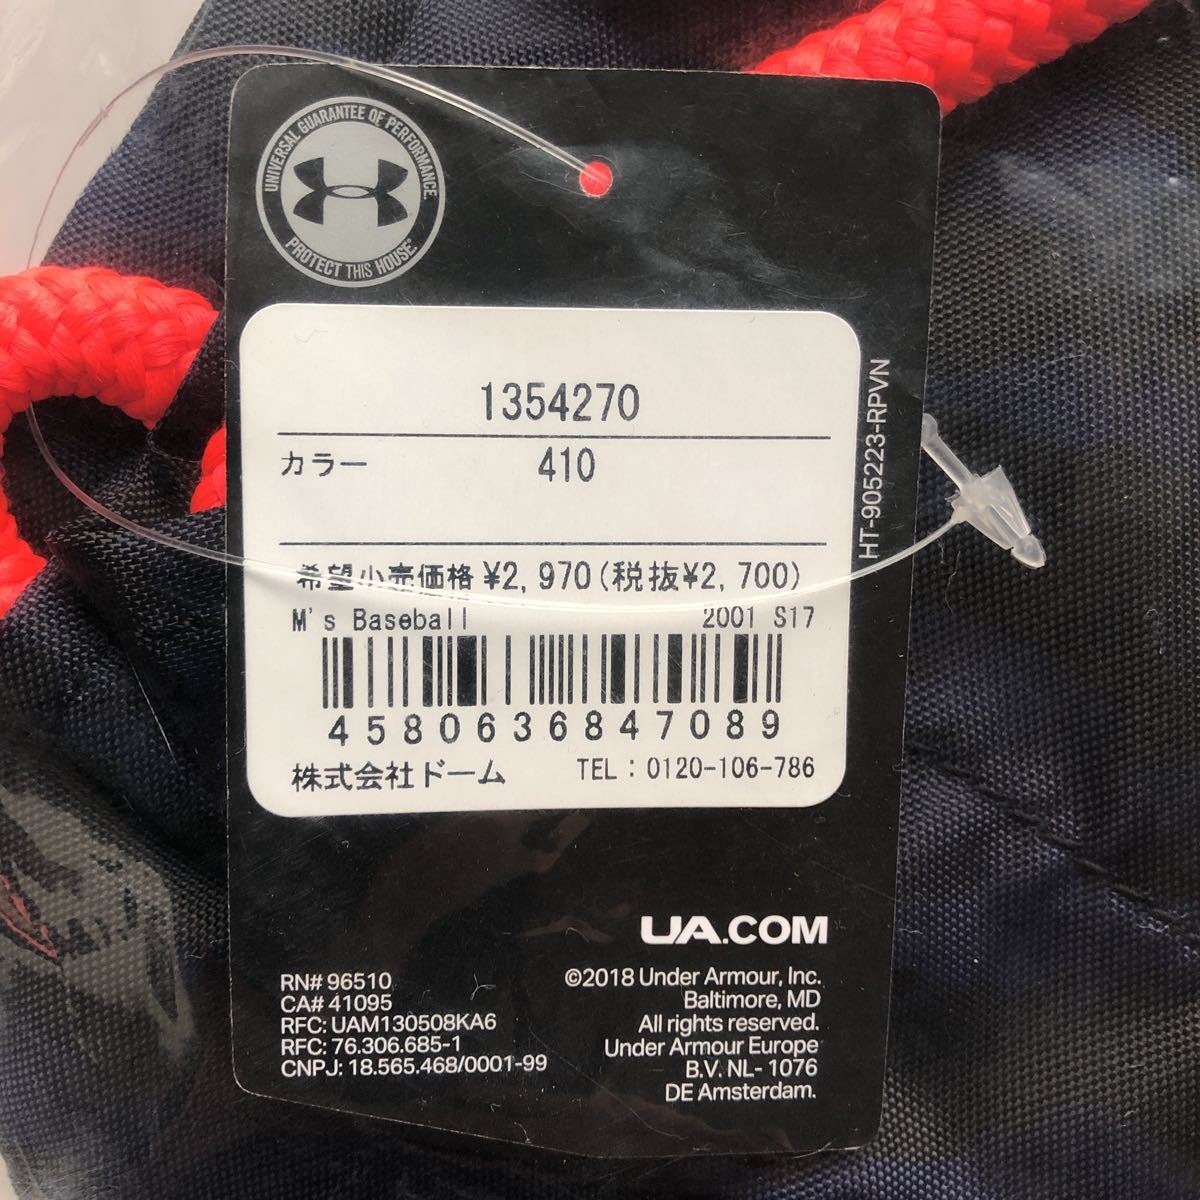 UNIVERSAL GUARANTEE OF PERFORMANCE
PROTECT THIS HOUSE.
1354270
カラー 410
希望小売価格 ¥2,970(税抜¥2,700)
M's Baseball 2001 S17
4580636847089
株式会社ドーム TEL:0120-106-786
HT-905223-RPVN
UA.COM
RN# 96510
CA# 41095
RFC: UAM130508KA6
RFC: 76.306.685-1
CNPJ: 18.565.468/0001-99
©2018 Under Armour, Inc.
Baltimore, MD
All rights reserved.
Under Armour Europe
B.V. NL- 1076
DE Amsterdam.